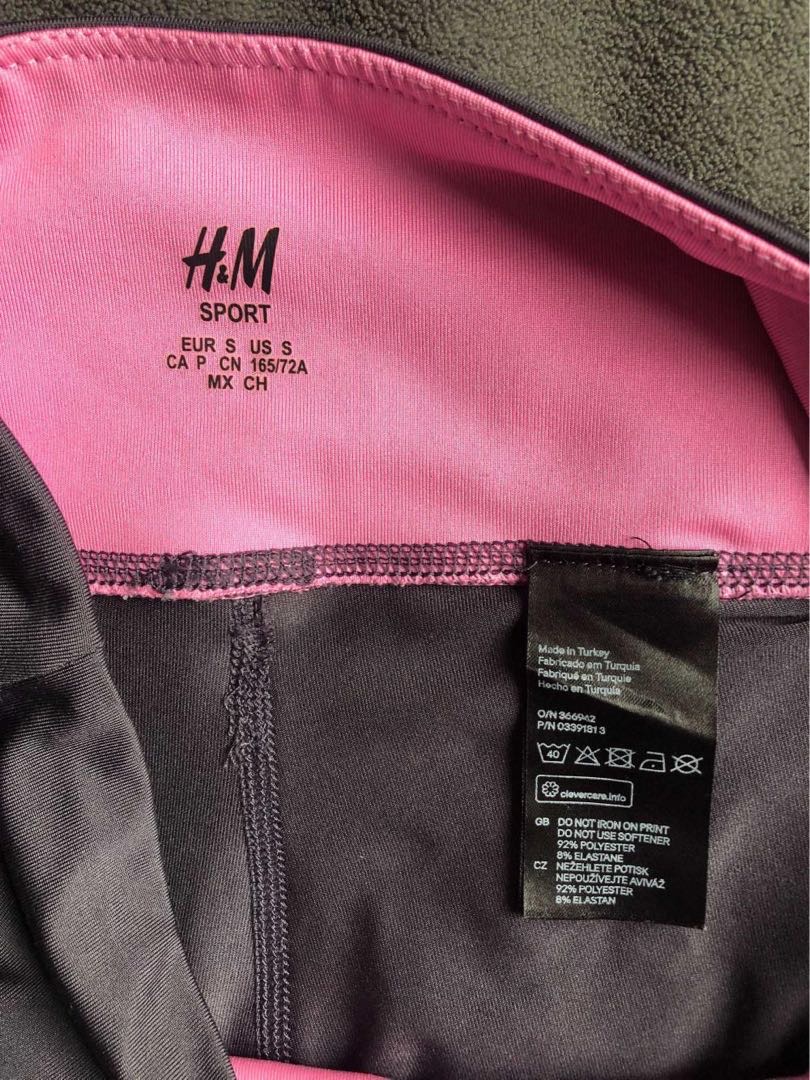 H&M
SPORT
EUR S US S
CA P CN 165/72A
MX CH
Made in Turkey
Fabricado em Turquia
Fabriqué en Turquie
Hecho en Turquía
O/N 366942
P/N 03391813
40
clevercare.info
GB DO NOT IRON ON PRINT
DO NOT USE SOFTENER
92% POLYESTER
8% ELASTANE
CZ NEŽEHLETE POTISK
NEPOUŽÍVEJTE AVIVÁŽ
92% POLYESTER
8% ELASTAN